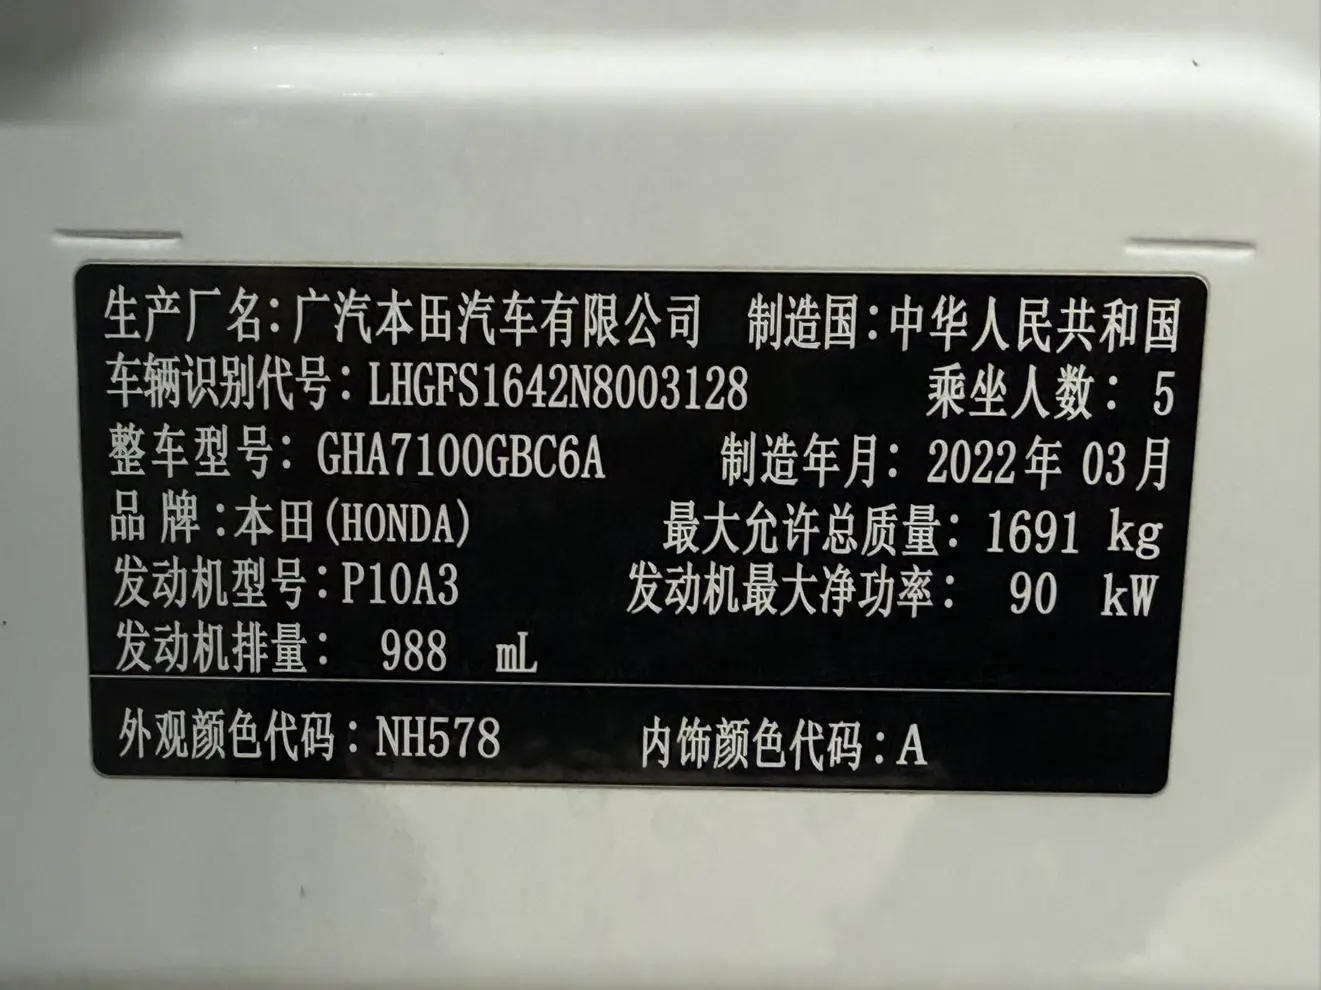 生产厂名:广汽本田汽车有限公司 制造国:中华人民共和国
车辆识别代号: LHGFS1642N8003128 乘坐人数: 5
整车型号: GHA7100GBC6A 制造年月: 2022年 03月
品 牌:本田(HONDA) 最大允许总质量: 1691 kg
发动机型号:P10A3 发动机最大净功率: 90 kW
发动机排量: 988 mL
外观颜色代码:NH578 内饰颜色代码:A